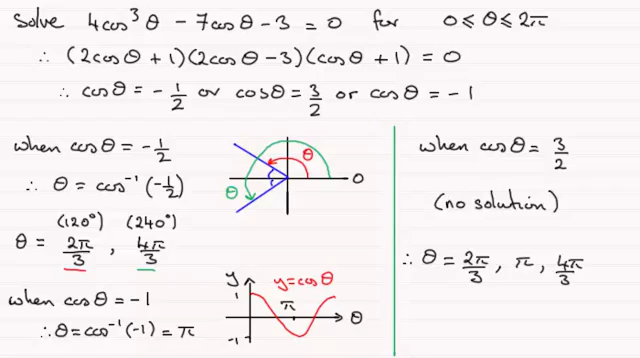 Solve 4cos³θ - 7cosθ - 3 = 0 for 0 ⩽ θ ⩽ 2π
∴ (2cosθ + 1)(2cosθ - 3)(cosθ + 1) = 0
∴ cosθ = -1/2 or cosθ = 3/2 or cosθ = -1
when cosθ = -1/2
∴ θ = cos⁻¹(-1/2)
(120°) (240°)
θ = 2π/3 , 4π/3
when cosθ = -1
∴ θ = cos⁻¹(-1) = π
θ
θ
0
y
y = cosθ
1
π
θ
-1
when cosθ = 3/2
(no solution)
∴ θ = 2π/3 , π , 4π/3